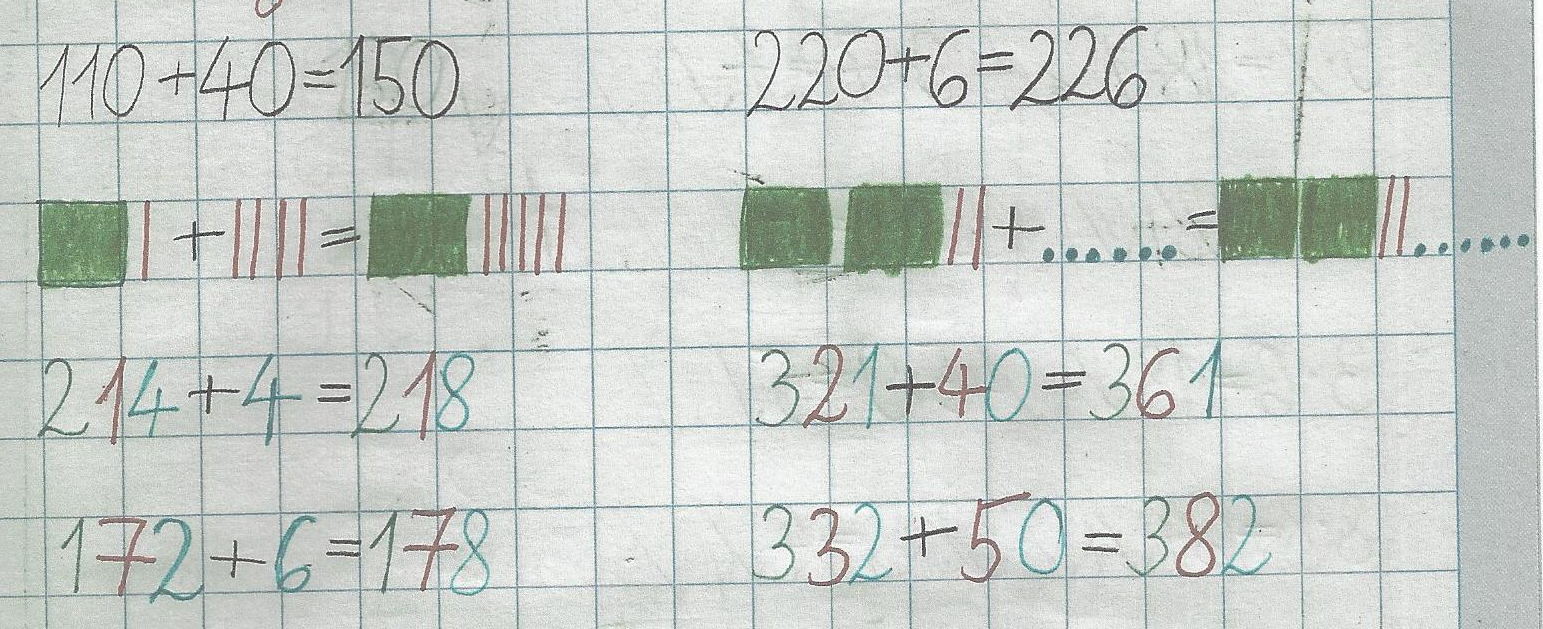 110+40=150 220+6=226
+ = + =
214+4=218 321+40=361
172+6=178 332+50=382